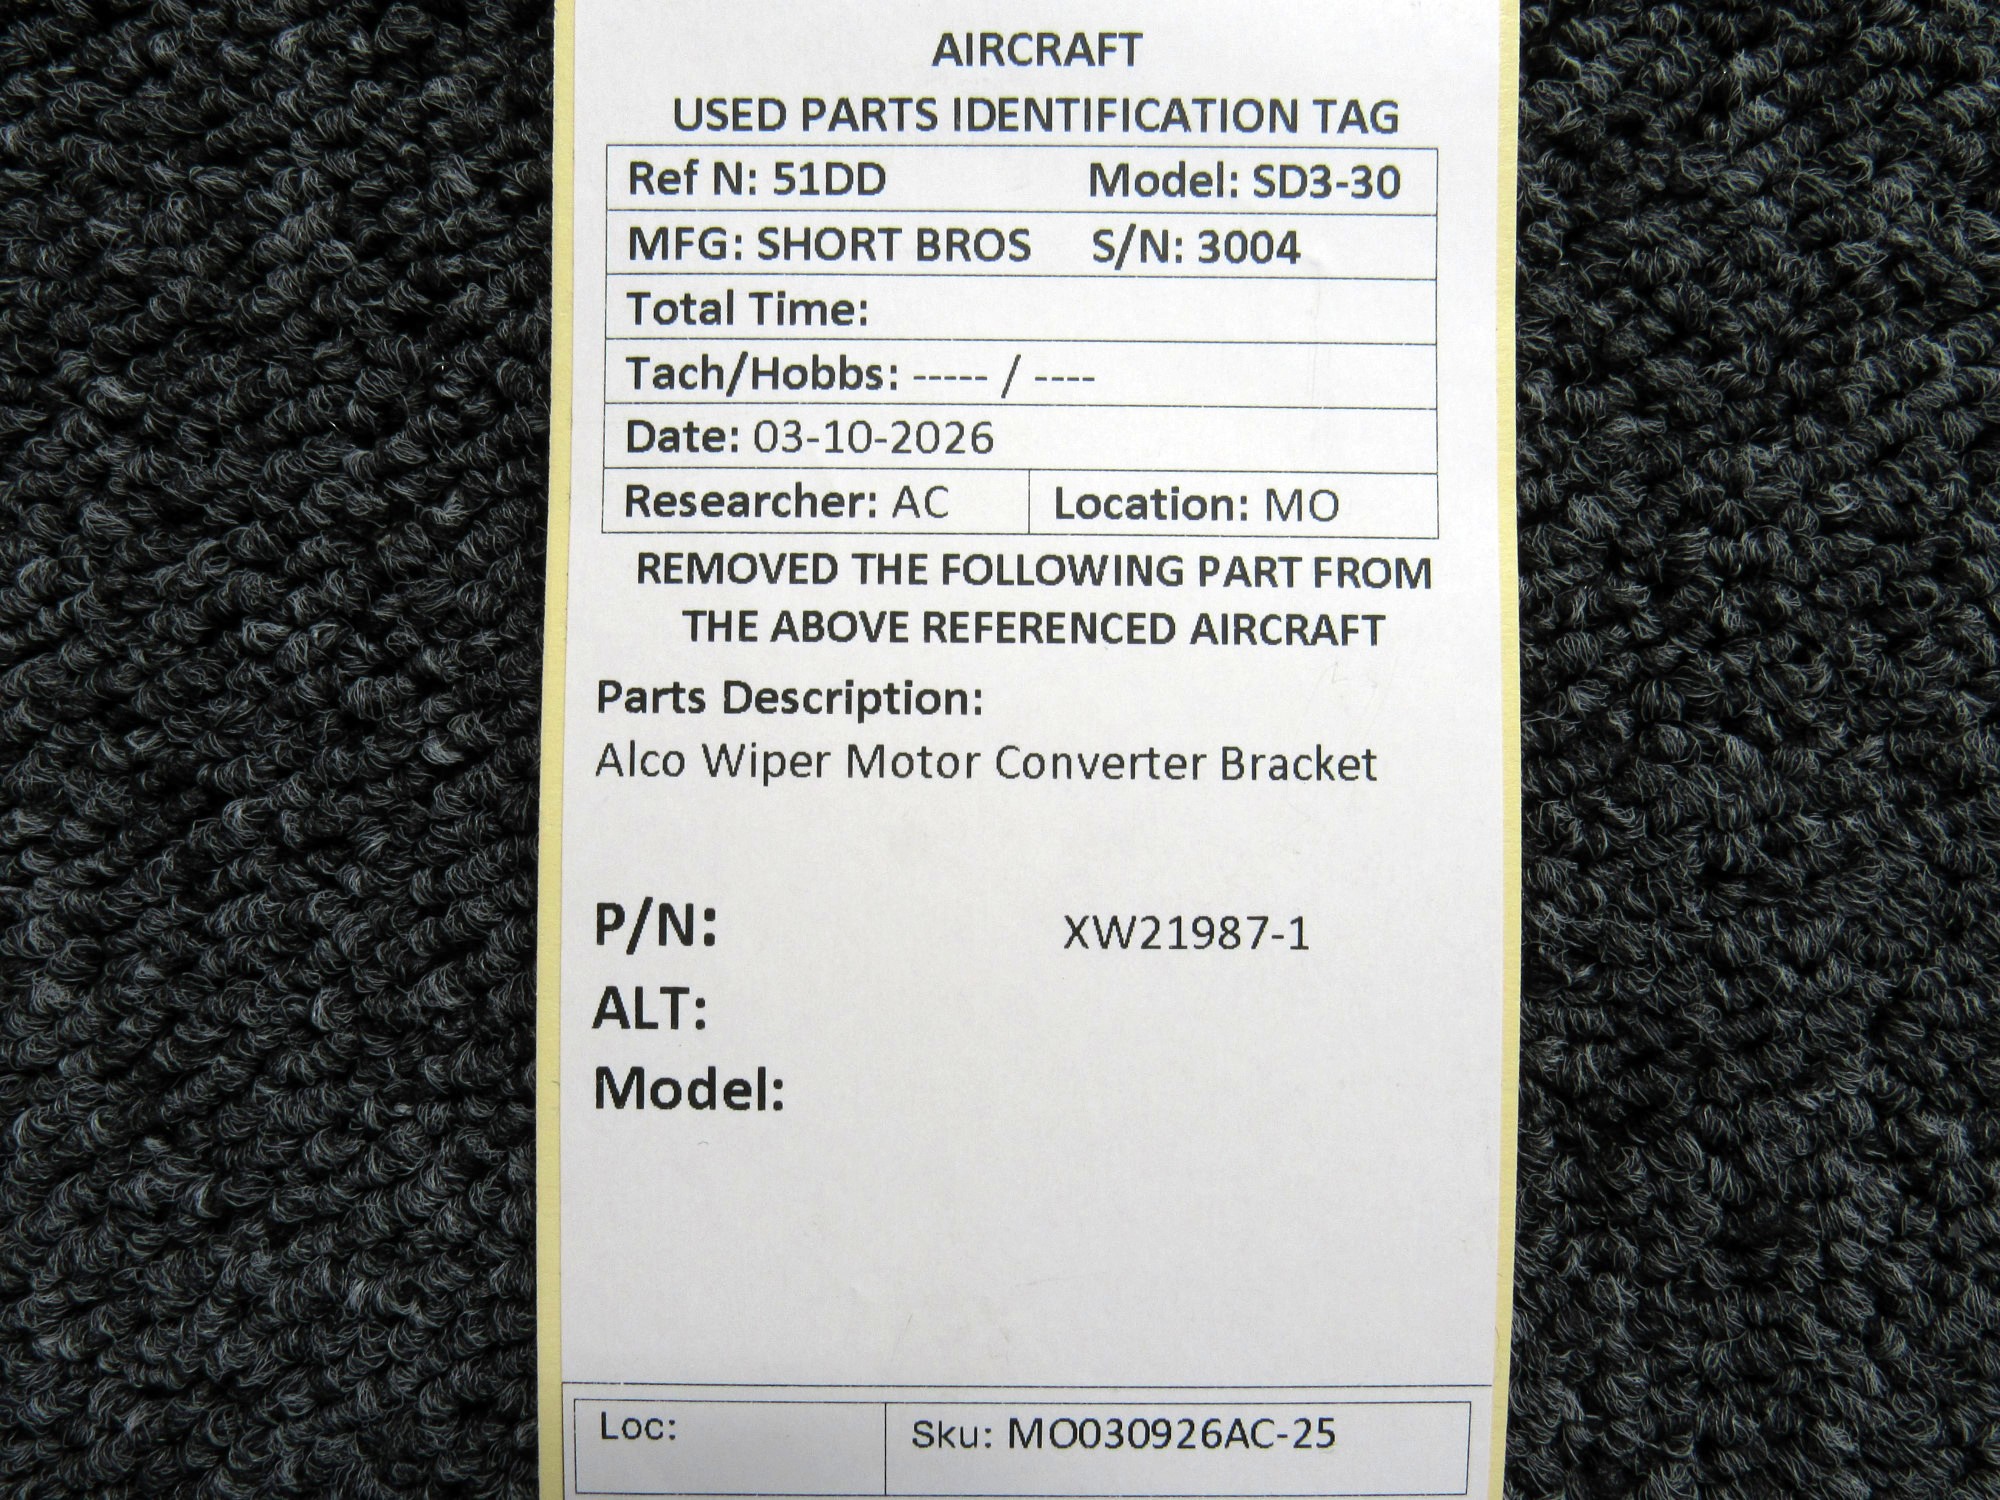 AIRCRAFT
USED PARTS IDENTIFICATION TAG
Ref N: 51DD Model: SD3-30
MFG: SHORT BROS S/N: 3004
Total Time:
Tach/Hobbs: ----- / ----
Date: 03-10-2026
Researcher: AC Location: MO
REMOVED THE FOLLOWING PART FROM
THE ABOVE REFERENCED AIRCRAFT
Parts Description:
Alco Wiper Motor Converter Bracket
P/N: XW21987-1
ALT:
Model:
Loc: Sku: MO030926AC-25